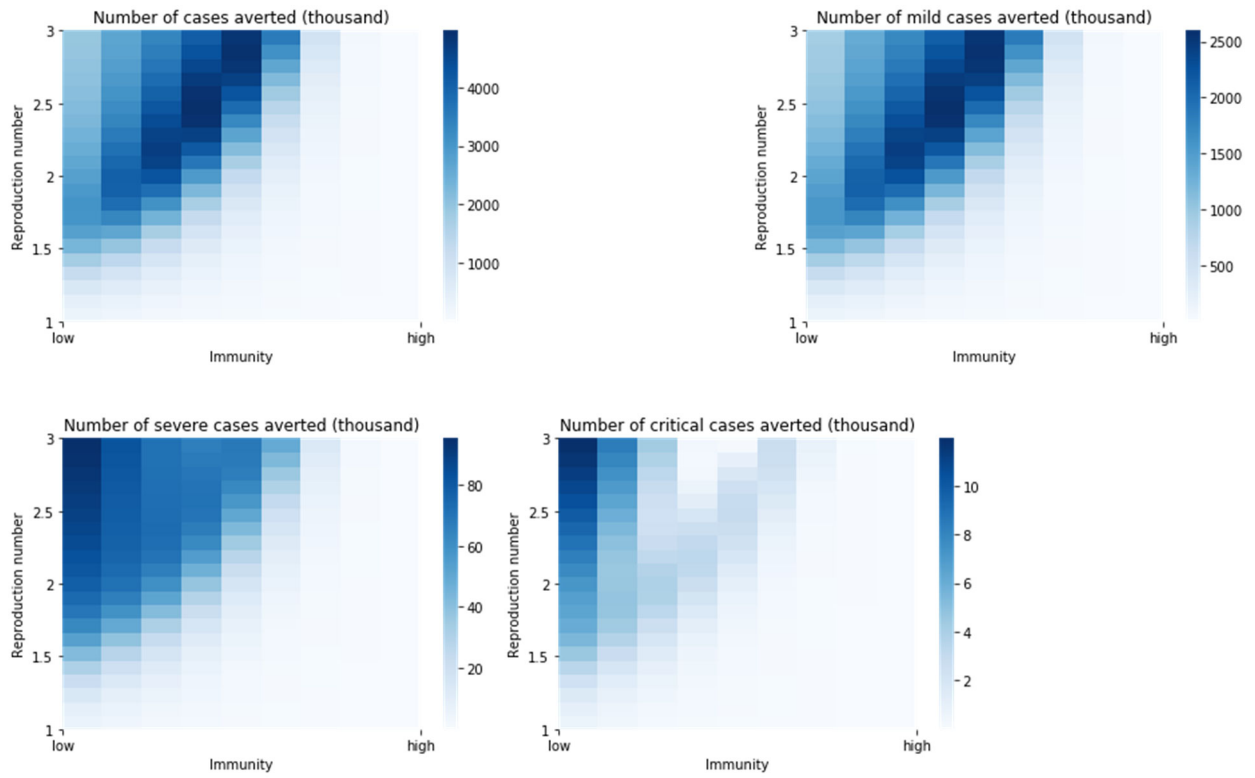 Number of cases averted (thousand)
3
2.5
2
1.5
1
Reproduction number
low
high
Immunity
4000
3000
2000
1000
Number of mild cases averted (thousand)
3
2.5
2
1.5
1
Reproduction number
low
high
Immunity
2500
2000
1500
1000
500
Number of severe cases averted (thousand)
3
2.5
2
1.5
1
Reproduction number
low
high
Immunity
80
60
40
20
Number of critical cases averted (thousand)
3
2.5
2
1.5
1
Reproduction number
low
high
Immunity
10
8
6
4
2